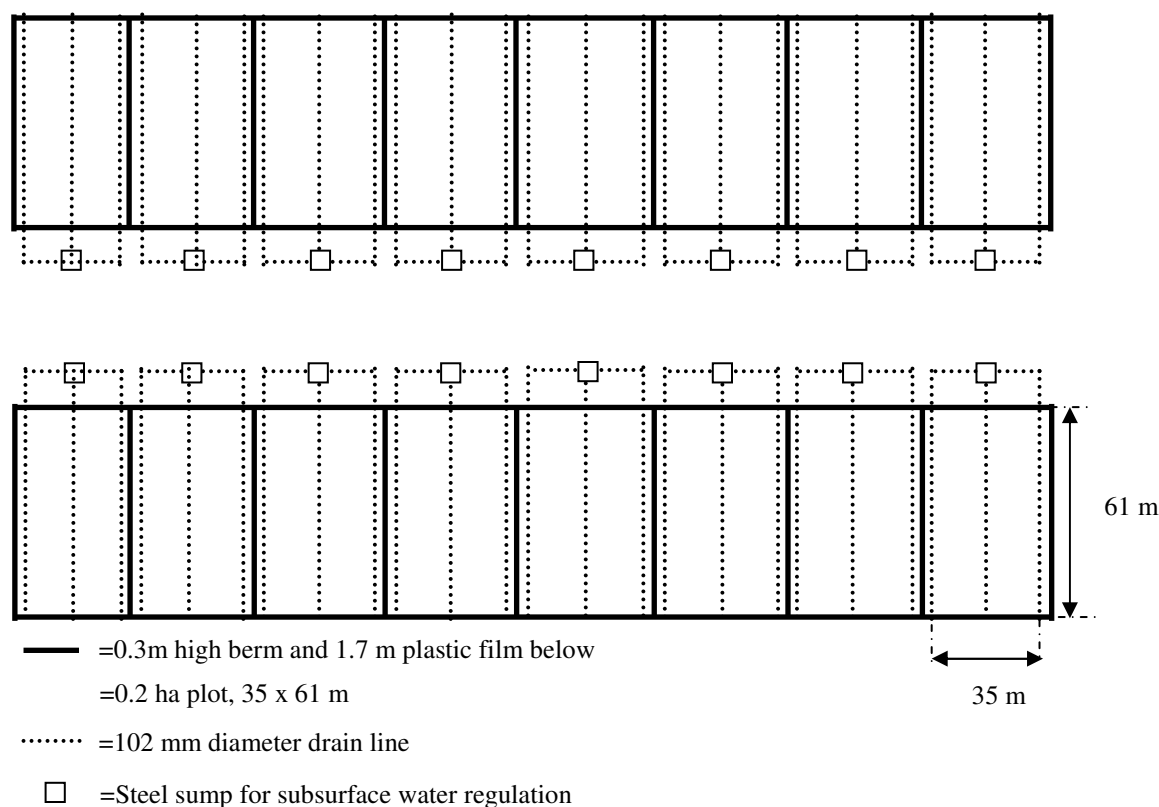 61 m
=0.3m high berm and 1.7 m plastic film below
=0.2 ha plot, 35 x 61 m
35 m
=102 mm diameter drain line
=Steel sump for subsurface water regulation